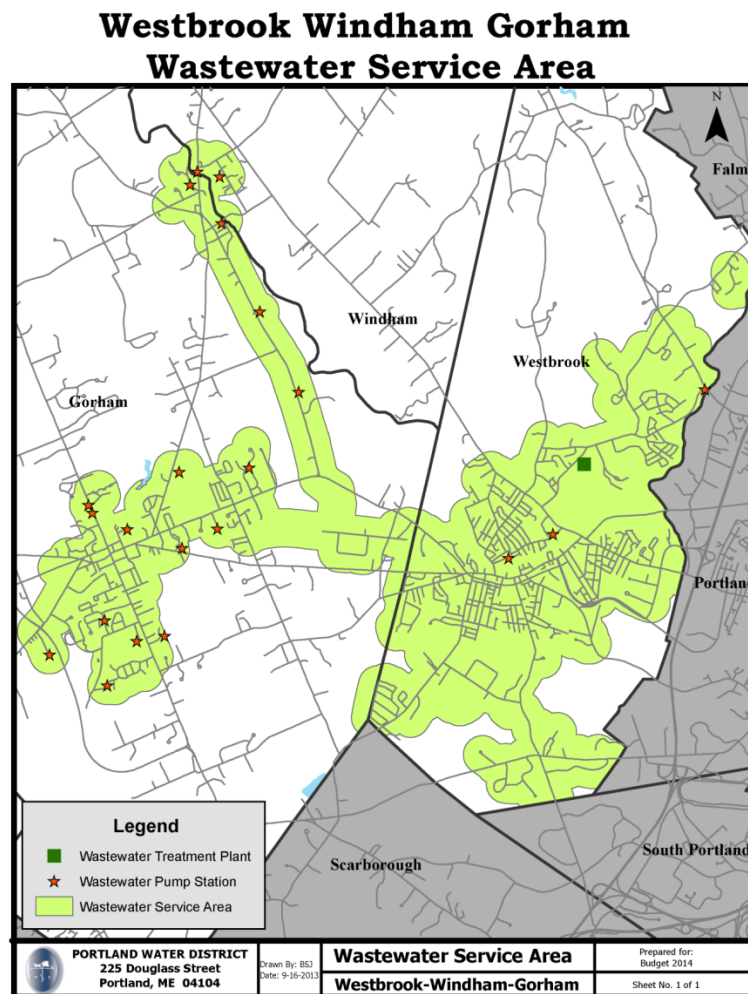 Westbrook Windham Gorham
Wastewater Service Area
N
Falm
Windham
Westbrook
Gorham
Portland
South Portland
Scarborough
Legend
Wastewater Treatment Plant
Wastewater Pump Station
Wastewater Service Area
PORTLAND WATER DISTRICT
225 Douglass Street
Portland, ME 04104
Drawn By: BSJ
Date: 9-16-2013
Wastewater Service Area
Westbrook-Windham-Gorham
Prepared for:
Budget 2014
Sheet No. 1 of 1